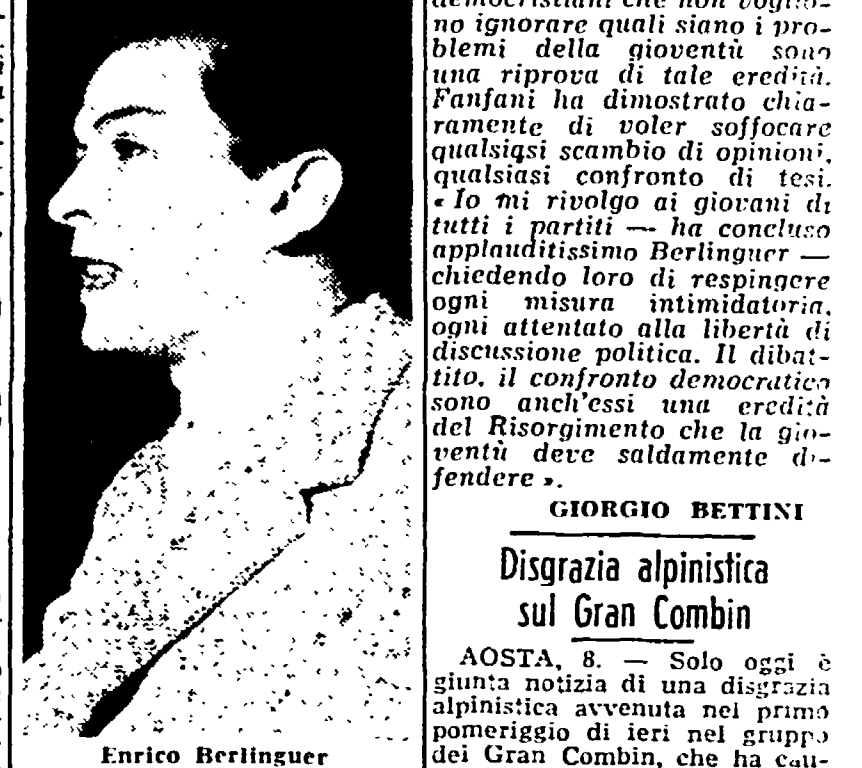 Enrico Berlinguer
democristiani che non voglio-
no ignorare quali siano i pro-
blemi della gioventù sono
una riprova di tale eredità.
Fanfani ha dimostrato chia-
ramente di voler soffocare
qualsiasi scambio di opinioni,
qualsiasi confronto di tesi.
« Io mi rivolgo ai giovani di
tutti i partiti — ha concluso
applauditissimo Berlinguer —
chiedendo loro di respingere
ogni misura intimidatoria,
ogni attentato alla libertà di
discussione politica. Il dibat-
tito, il confronto democratico
sono anch'essi una eredità
del Risorgimento che la gio-
ventù deve saldamente di-
fendere ».
GIORGIO BETTINI
Disgrazia alpinistica
sul Gran Combin
AOSTA, 8. — Solo oggi è
giunta notizia di una disgrazia
alpinistica avvenuta nel primo
pomeriggio di ieri nel gruppo
del Gran Combin, che ha cau-